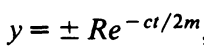 y = ± Re^{-ct/2m},